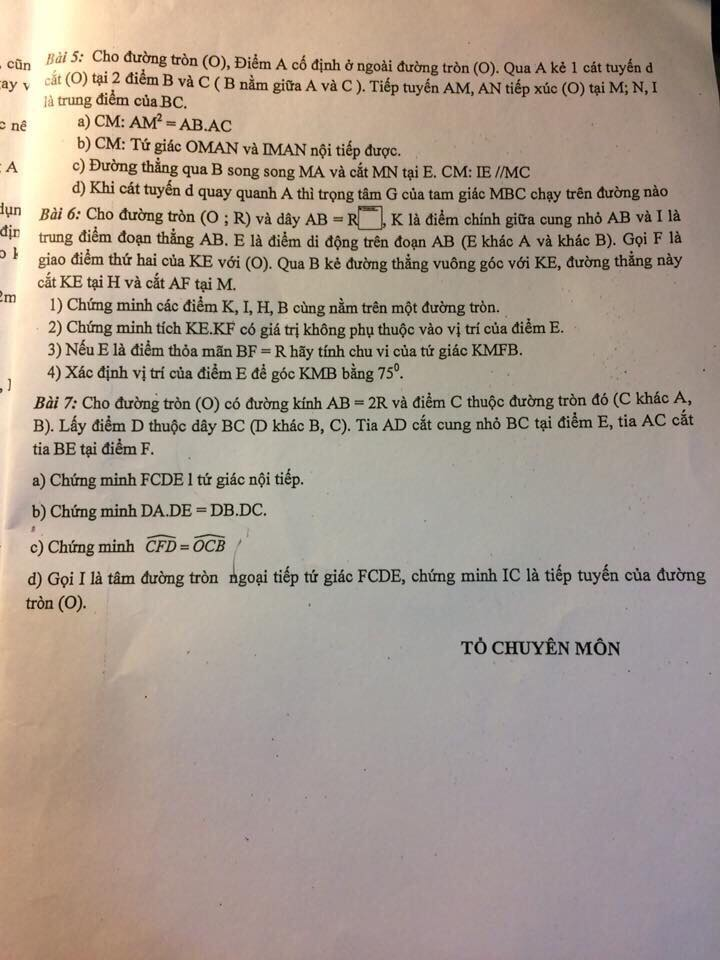 , cũn
ay v
c nê
: A
dụn
địn
o k
2m
, ]
Bài 5: Cho đường tròn (O), Điểm A cố định ở ngoài đường tròn (O). Qua A kẻ 1 cát tuyến d
cắt (O) tại 2 điểm B và C ( B nằm giữa A và C ). Tiếp tuyến AM, AN tiếp xúc (O) tại M; N, I
là trung điểm của BC.
a) CM: AM² = AB.AC
b) CM: Tứ giác OMAN và IMAN nội tiếp được.
c) Đường thẳng qua B song song MA và cắt MN tại E. CM: IE //MC
d) Khi cát tuyến d quay quanh A thì trọng tâm G của tam giác MBC chạy trên đường nào
Bài 6: Cho đường tròn (O ; R) và dây AB = R , K là điểm chính giữa cung nhỏ AB và I là
trung điểm đoạn thẳng AB. E là điểm di động trên đoạn AB (E khác A và khác B). Gọi F là
giao điểm thứ hai của KE với (O). Qua B kẻ đường thẳng vuông góc với KE, đường thẳng này
cắt KE tại H và cắt AF tại M.
1) Chứng minh các điểm K, I, H, B cùng nằm trên một đường tròn.
2) Chứng minh tích KE.KF có giá trị không phụ thuộc vào vị trí của điểm E.
3) Nếu E là điểm thỏa mãn BF = R hãy tính chu vi của tứ giác KMFB.
4) Xác định vị trí của điểm E để góc KMB bằng 75⁰.
Bài 7: Cho đường tròn (O) có đường kính AB = 2R và điểm C thuộc đường tròn đó (C khác A,
B). Lấy điểm D thuộc dây BC (D khác B, C). Tia AD cắt cung nhỏ BC tại điểm E, tia AC cắt
tia BE tại điểm F.
a) Chứng minh FCDE l tứ giác nội tiếp.
b) Chứng minh DA.DE = DB.DC.
c) Chứng minh CFD = OCB
d) Gọi I là tâm đường tròn ngoại tiếp tứ giác FCDE, chứng minh IC là tiếp tuyến của đường
tròn (O).
TỎ CHUYÊN MÔN